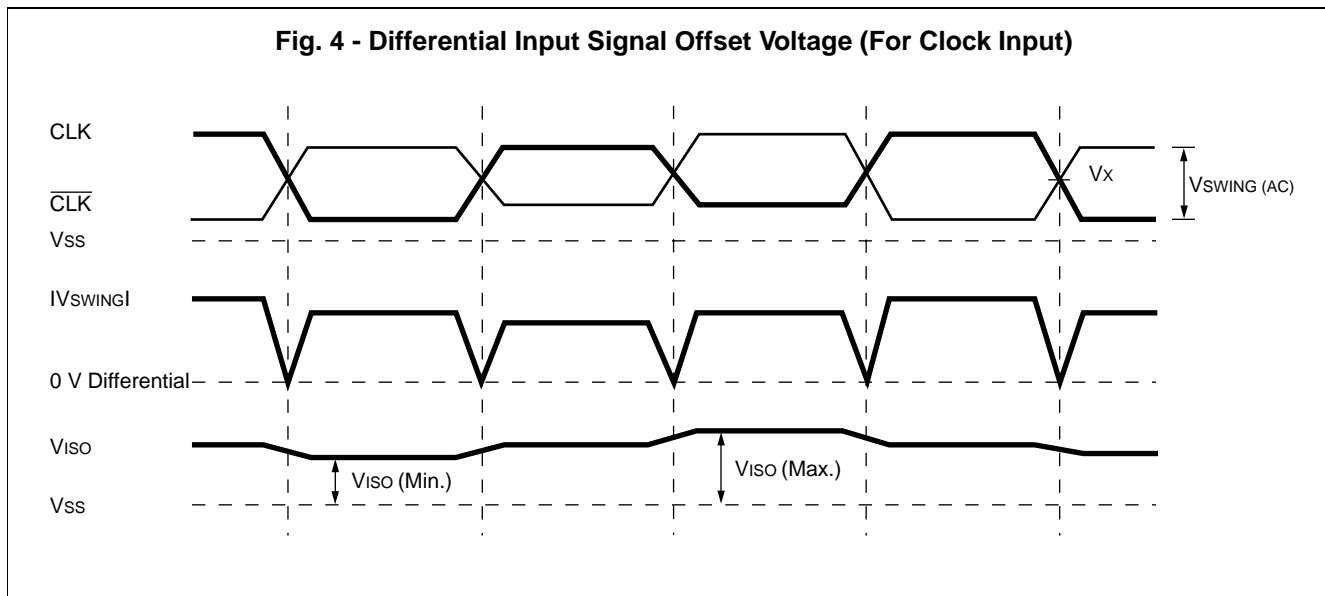 Fig. 4 - Differential Input Signal Offset Voltage (For Clock Input)
CLK
CLK
VX
VSWING (AC)
VSS
IVSWINGI
0 V Differential
VISO
VISO (Min.)
VISO (Max.)
VSS